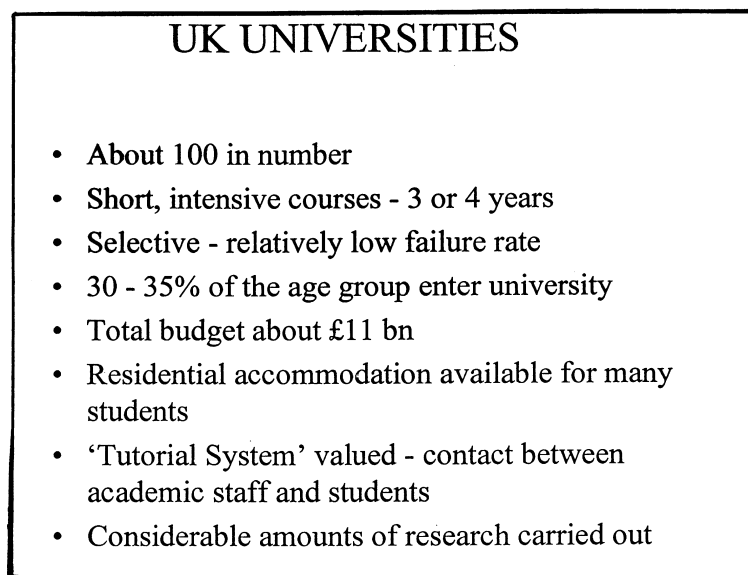 UK UNIVERSITIES
• About 100 in number
• Short, intensive courses - 3 or 4 years
• Selective - relatively low failure rate
• 30 - 35% of the age group enter university
• Total budget about £11 bn
• Residential accommodation available for many
students
• ‘Tutorial System’ valued - contact between
academic staff and students
• Considerable amounts of research carried out